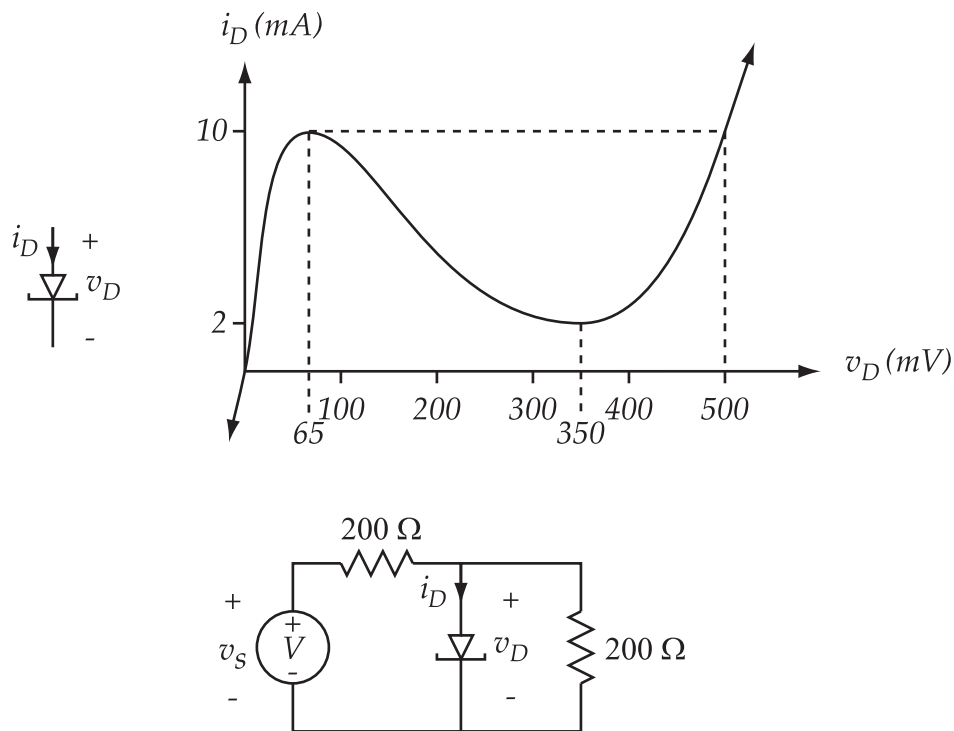 i_D (mA)
10
2
i_D
+
v_D
-
v_D (mV)
100 200 300 400 500
65 350
200 Ω
i_D
+
+
+
v_S
V
v_D
200 Ω
-
-
-